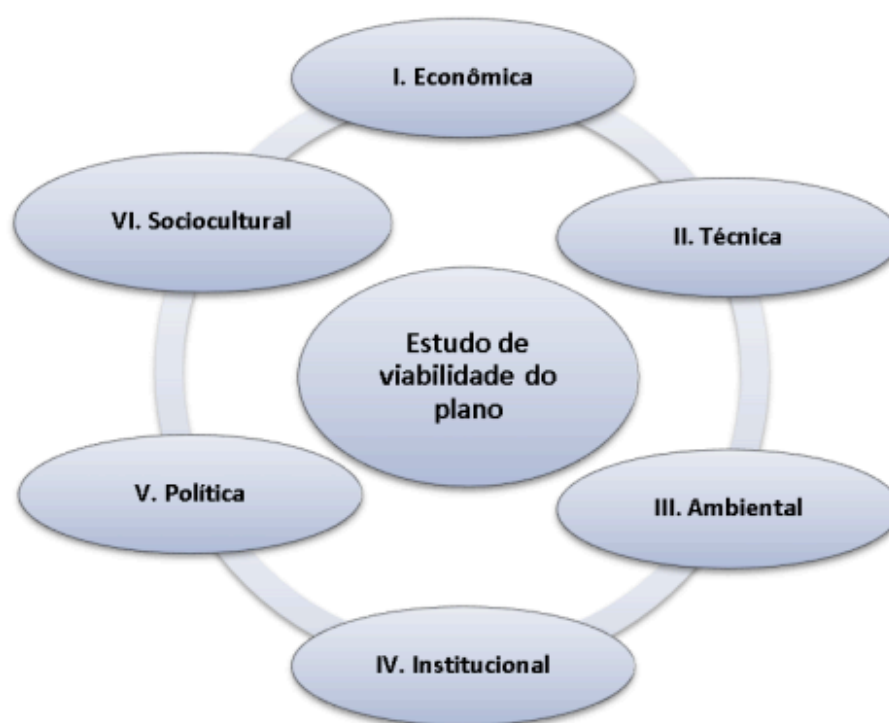 I. Econômica
VI. Sociocultural
II. Técnica
Estudo de
viabilidade do
plano
V. Política
III. Ambiental
IV. Institucional